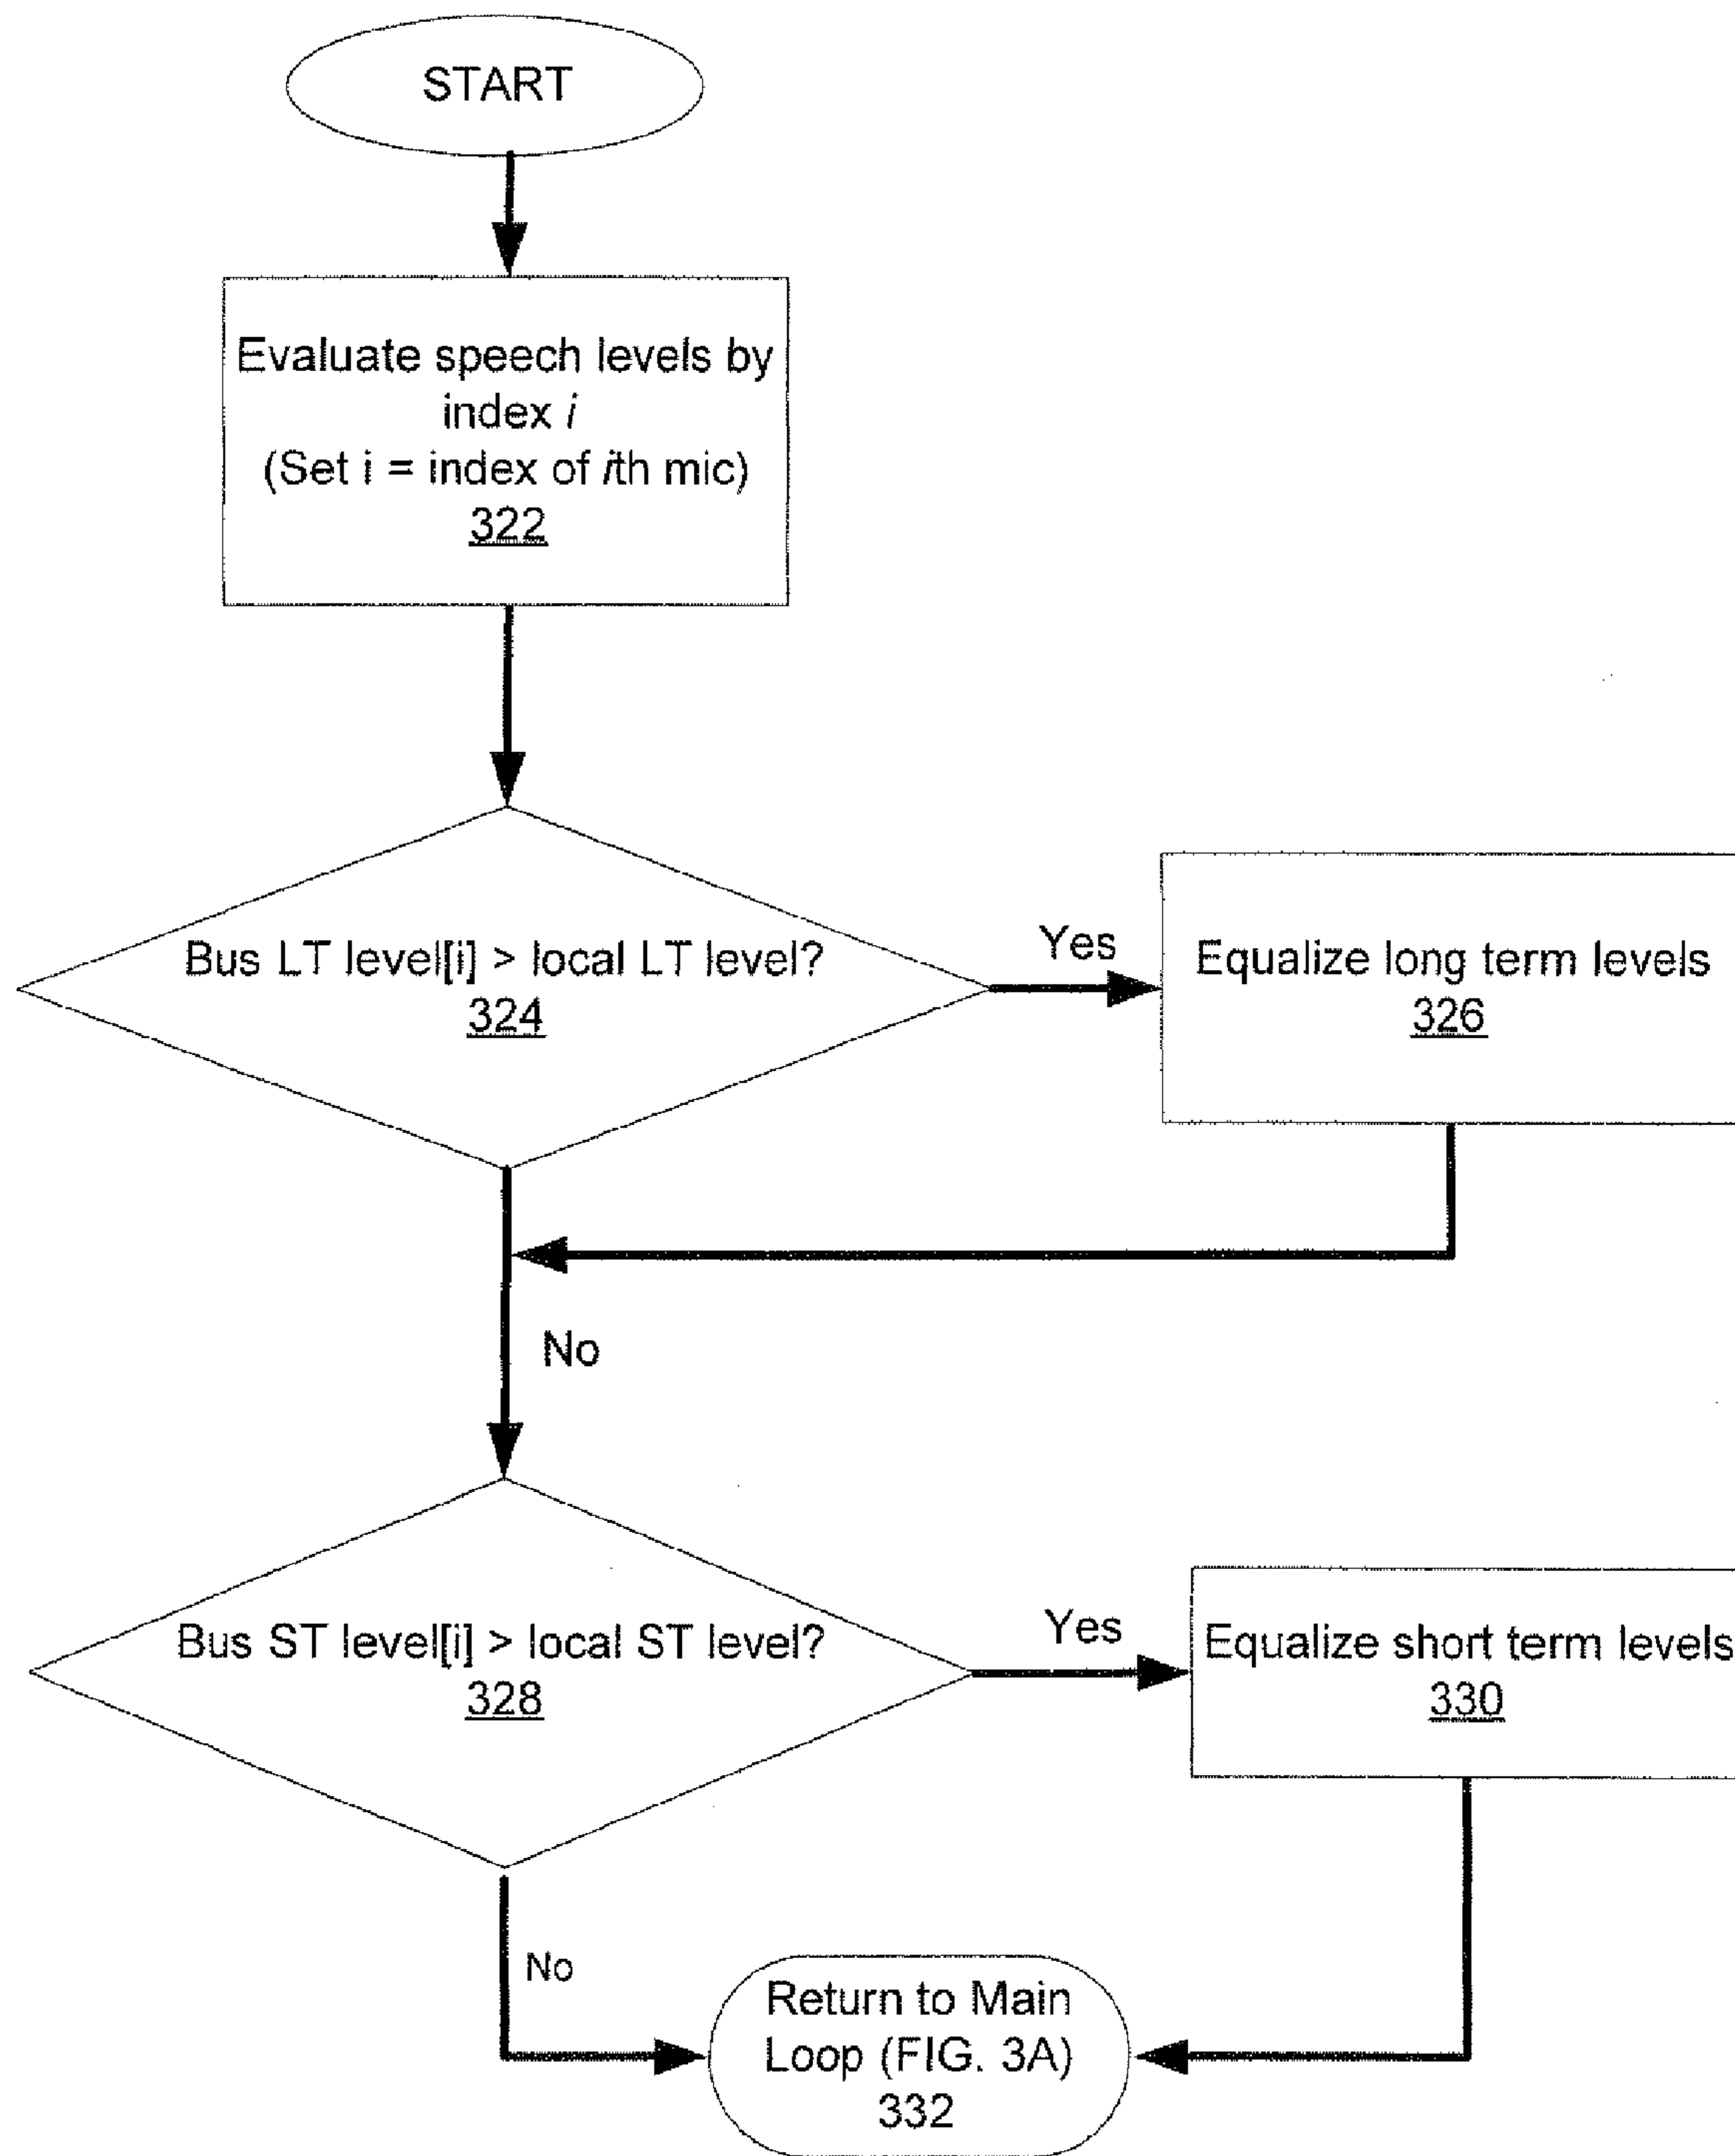 START
Evaluate speech levels by
index i
(Set i = index of ith mic)
322
Bus LT level[i] > local LT level?
324
Yes
Equalize long term levels
326
No
Bus ST level[i] > local ST level?
328
Yes
Equalize short term levels
330
No
Return to Main
Loop (FIG. 3A)
332